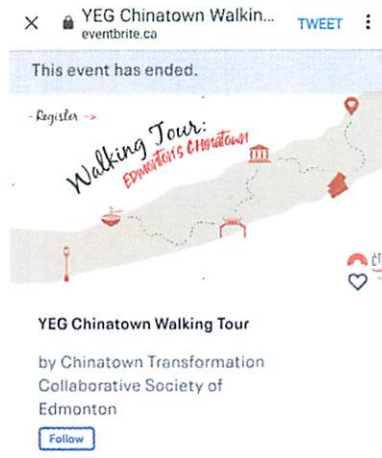 YEG Chinatown Walkin...
eventbrite.ca
TWEET
This event has ended.
- Register ->
Walking Tour:
EDMONTON'S CHINATOWN
YEG Chinatown Walking Tour
by Chinatown Transformation
Collaborative Society of
Edmonton
Follow